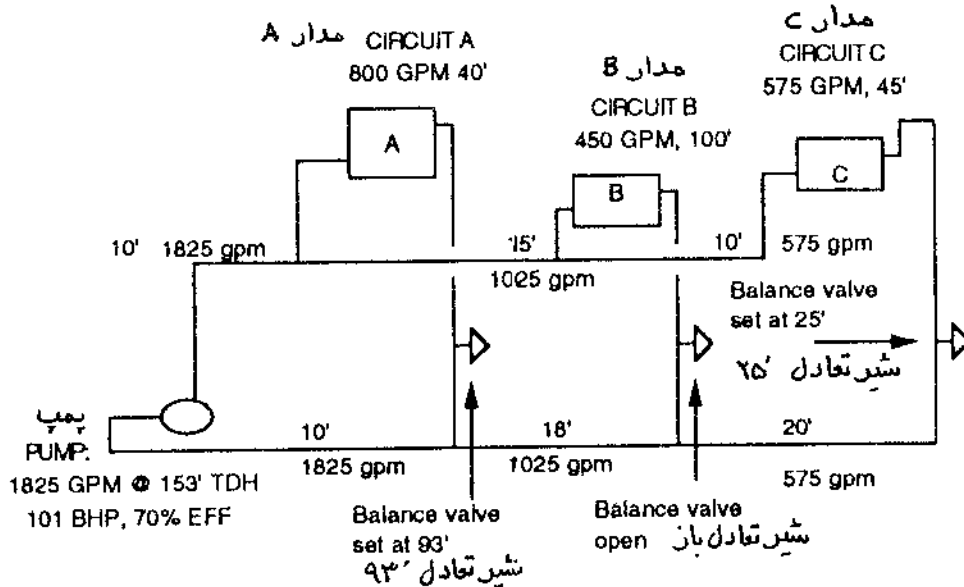 مدار A
CIRCUIT A
800 GPM 40'
A
مدار B
CIRCUIT B
450 GPM, 100'
B
مدار C
CIRCUIT C
575 GPM, 45'
C
10'
1825 gpm
15'
1025 gpm
10'
575 gpm
Balance valve
set at 25'
شیر تعادل ۲۵'
پمپ
PUMP:
1825 GPM @ 153' TDH
101 BHP, 70% EFF
10'
1825 gpm
18'
1025 gpm
20'
575 gpm
Balance valve
set at 93'
شیر تعادل ۹۳'
Balance valve
open
شیر تعادل باز